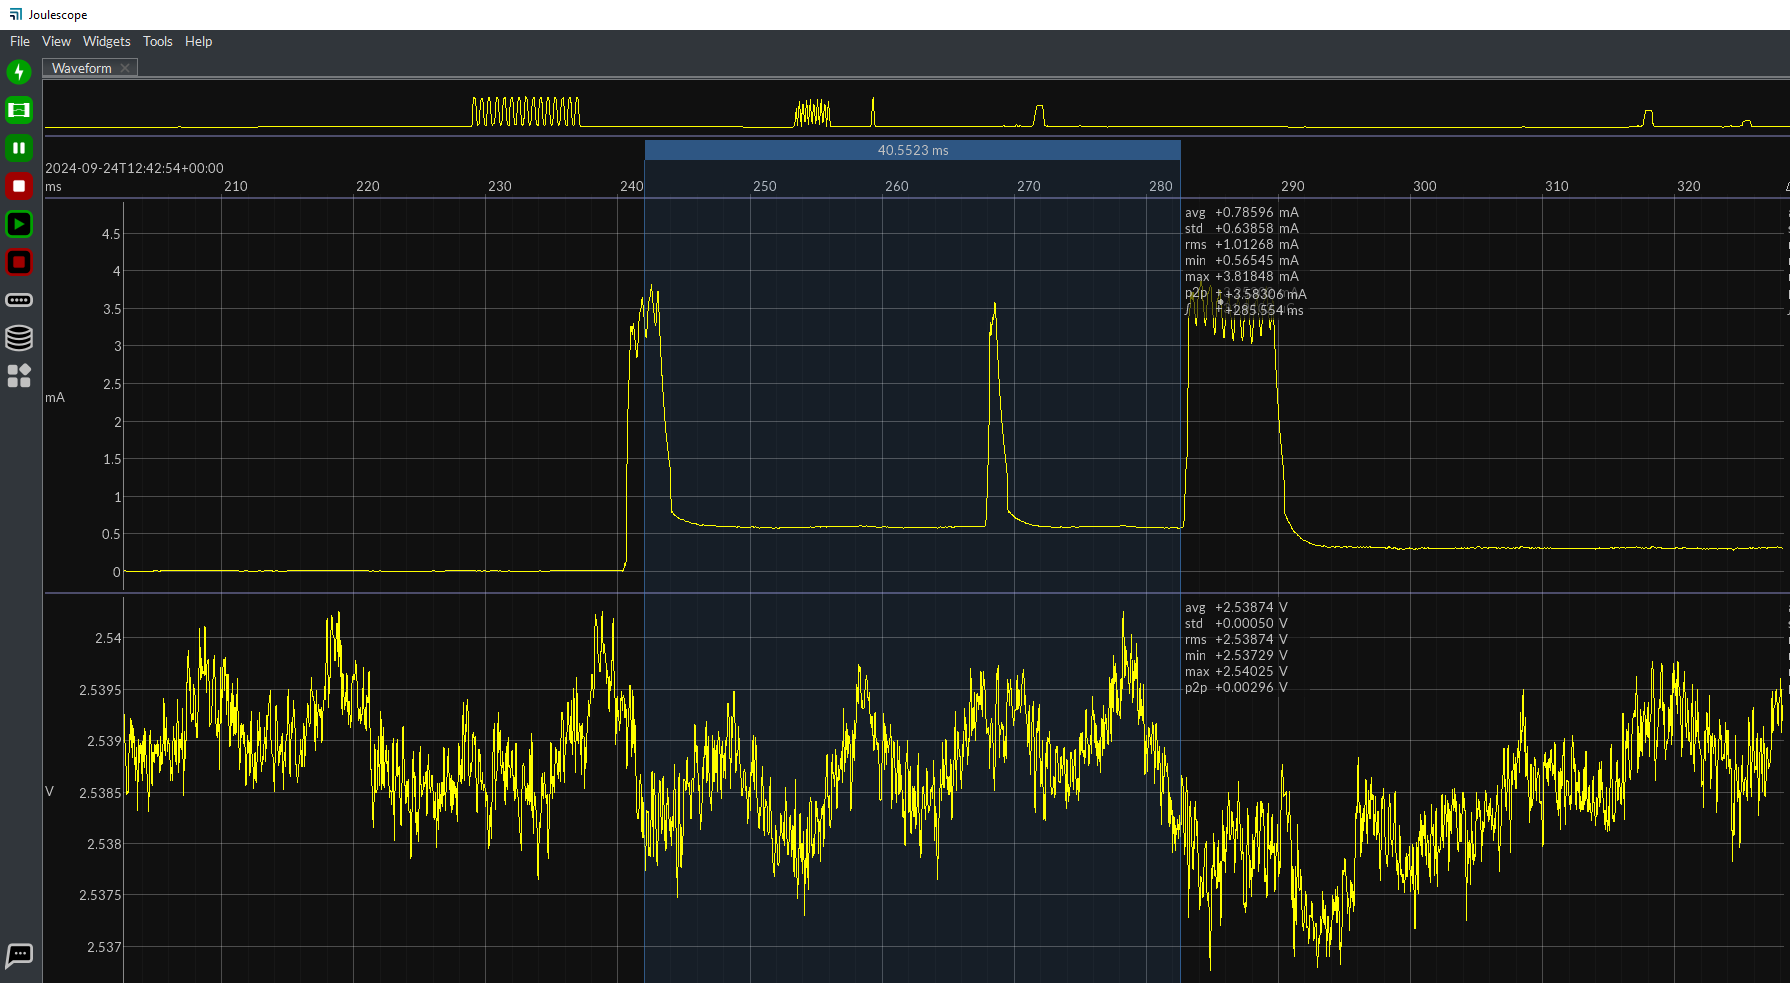 Joulescope
File View Widgets Tools Help
Waveform
40.5523 ms
2024-09-24T12:42:54+00:00
ms 210 220 230 240 250 260 270 280 290 300 310 320
avg +0.78596 mA
std +0.63858 mA
rms +1.01268 mA
min +0.56545 mA
max +3.81848 mA
p2p
+3.58306 mA
+285.554 ms
4.5
4
3.5
3
2.5
mA
2
1.5
1
0.5
0
avg +2.53874 V
std +0.00050 V
rms +2.53874 V
min +2.53729 V
max +2.54025 V
p2p +0.00296 V
2.54
2.5395
2.539
V 2.5385
2.538
2.5375
2.537